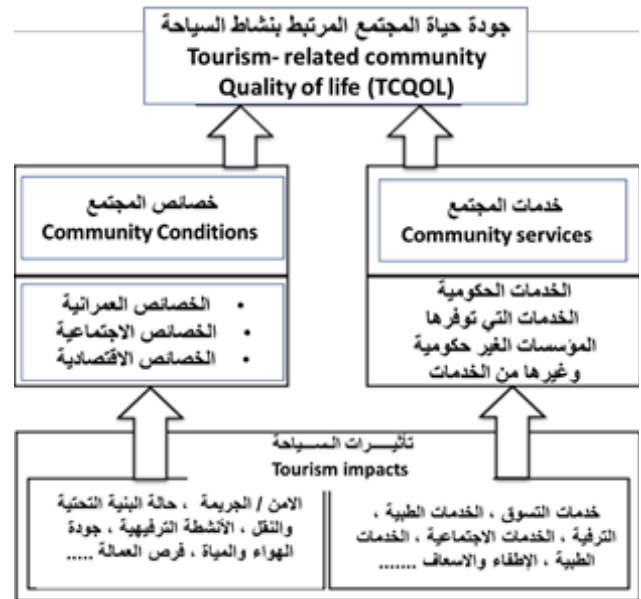 جودة حياة المجتمع المرتبط بنشاط السياحة
Tourism- related community
Quality of life (TCQOL)
خصائص المجتمع
Community Conditions
• الخصائص العمرانية
• الخصائص الاجتماعية
• الخصائص الاقتصادية
خدمات المجتمع
Community services
الخدمات الحكومية
الخدمات التي توفرها
المؤسسات الغير حكومية
وغيرها من الخدمات
تأثيـــرات الســـياحة
Tourism impacts
الامن / الجريمة ، حالة البنية التحتية
والنقل ، الأنشطة الترفيهية ، جودة
الهواء والمياة ، فرص العمالة .....
خدمات التسوق ، الخدمات الطبية ،
الترفية ، الخدمات الاجتماعية ، الخدمات
الطبية ، الإطفاء والاسعاف .......